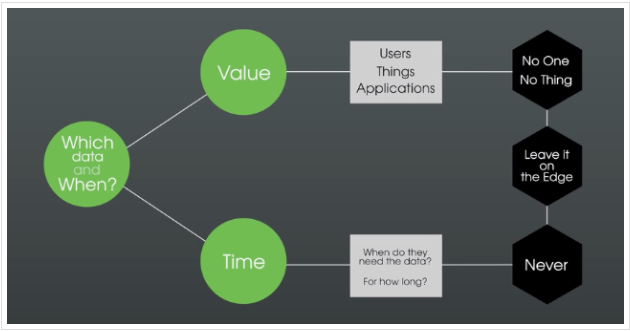 Which
data
and
When?
Value
Users
Things
Applications
No One
No Thing
Leave it
on
the Edge
Time
When do they
need the data?
For how long?
Never